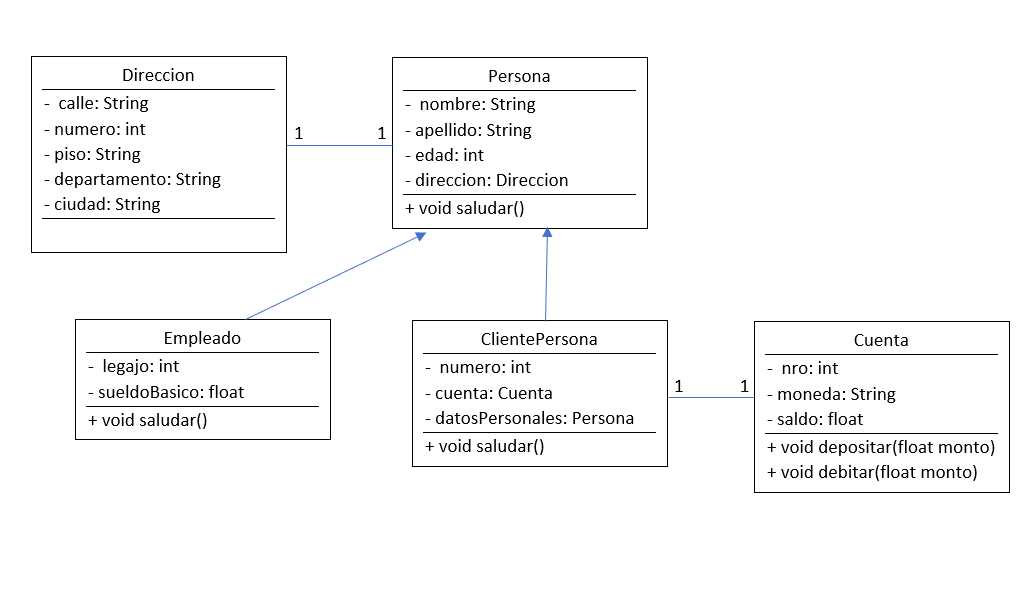 Direccion
- calle: String
- numero: int
- piso: String
- departamento: String
- ciudad: String
1
1
Persona
- nombre: String
- apellido: String
- edad: int
- direccion: Direccion
+ void saludar()
Empleado
- legajo: int
- sueldoBasico: float
+ void saludar()
ClientePersona
- numero: int
- cuenta: Cuenta
- datosPersonales: Persona
+ void saludar()
1
1
Cuenta
- nro: int
- moneda: String
- saldo: float
+ void depositar(float monto)
+ void debitar(float monto)